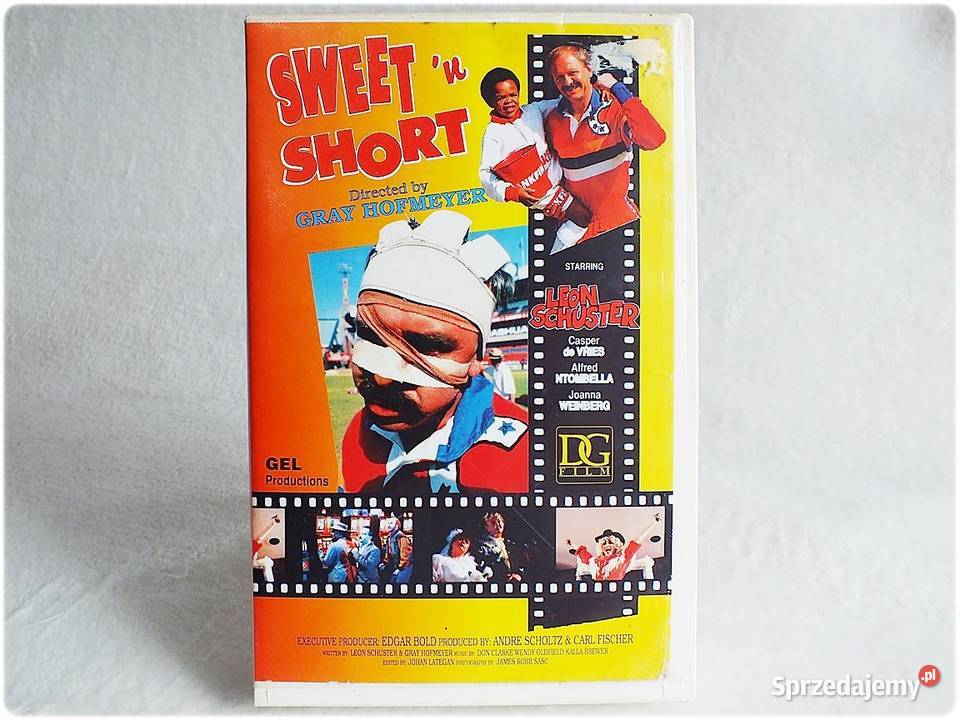 SWEET 'n
SHORT
Directed by
GRAY HOFMEYER
STARRING
LEON
SCHUSTER
Casper
de VRIES
Alfred
NTOMBELLA
Joanna
WEINBERG
DG
FILM
GEL
Productions
EXECUTIVE PRODUCER: EDGAR BOLD PRODUCED BY: ANDRE SCHOLTZ & CARL FISCHER
WRITTEN BY: LEON SCHUSTER & GRAY HOFMEYER MUSIC BY: DON CLARKE WENDY OLDFIELD KALLA BREWER
EDITED BY: JOHAN LATEGAN PHOTOGRAPHY BY: JAMES ROBB SASC
Sprzedajemy.pl